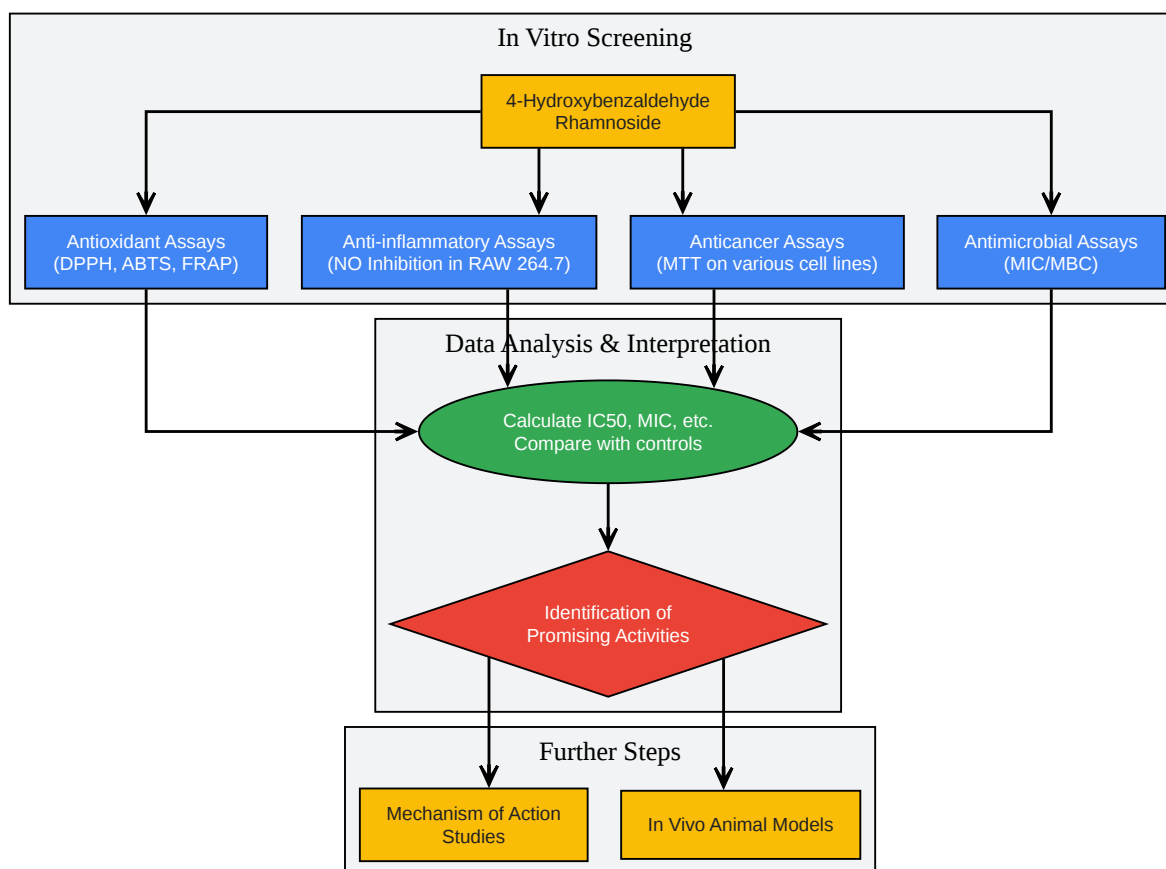 In Vitro Screening
4-Hydroxybenzaldehyde
Rhamnoside
Antioxidant Assays
(DPPH, ABTS, FRAP)
Anti-inflammatory Assays
(NO Inhibition in RAW 264.7)
Anticancer Assays
(MTT on various cell lines)
Antimicrobial Assays
(MIC/MBC)
Data Analysis & Interpretation
Calculate IC50, MIC, etc.
Compare with controls
Identification of
Promising Activities
Further Steps
Mechanism of Action
Studies
In Vivo Animal Models